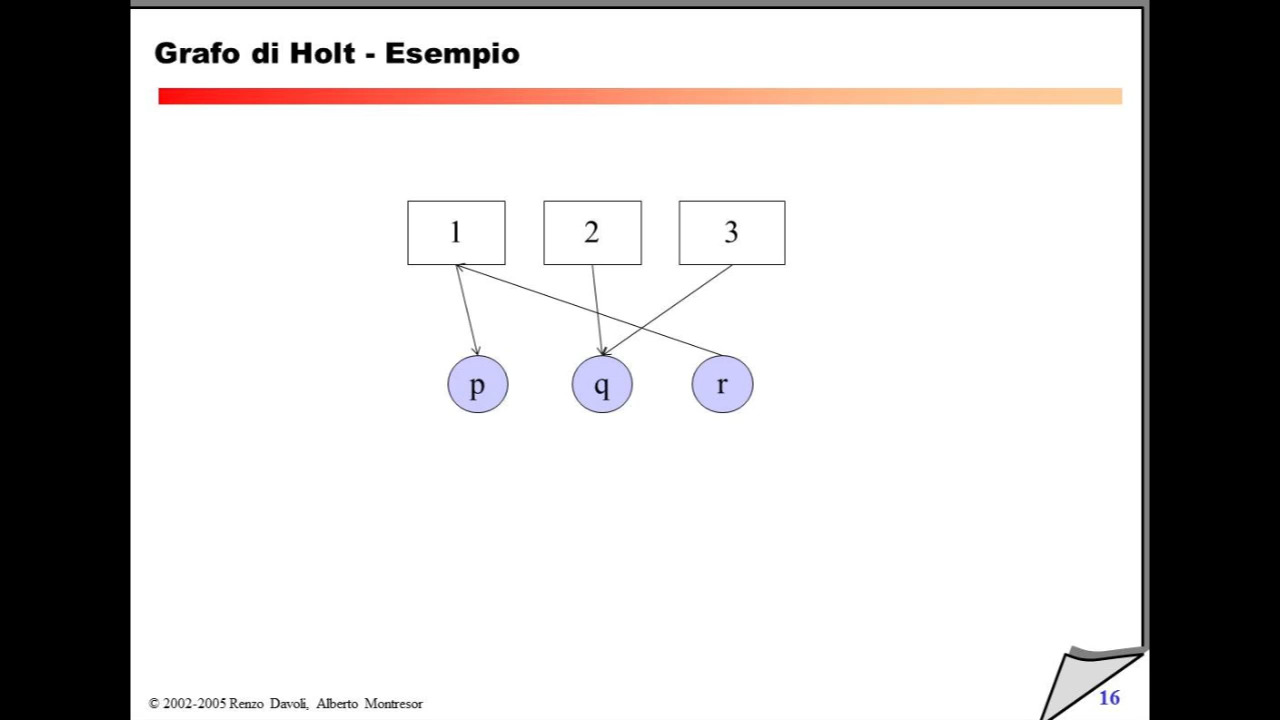 Grafo di Holt - Esempio
1 2 3
p q r
© 2002-2005 Renzo Davoli, Alberto Montresor
16